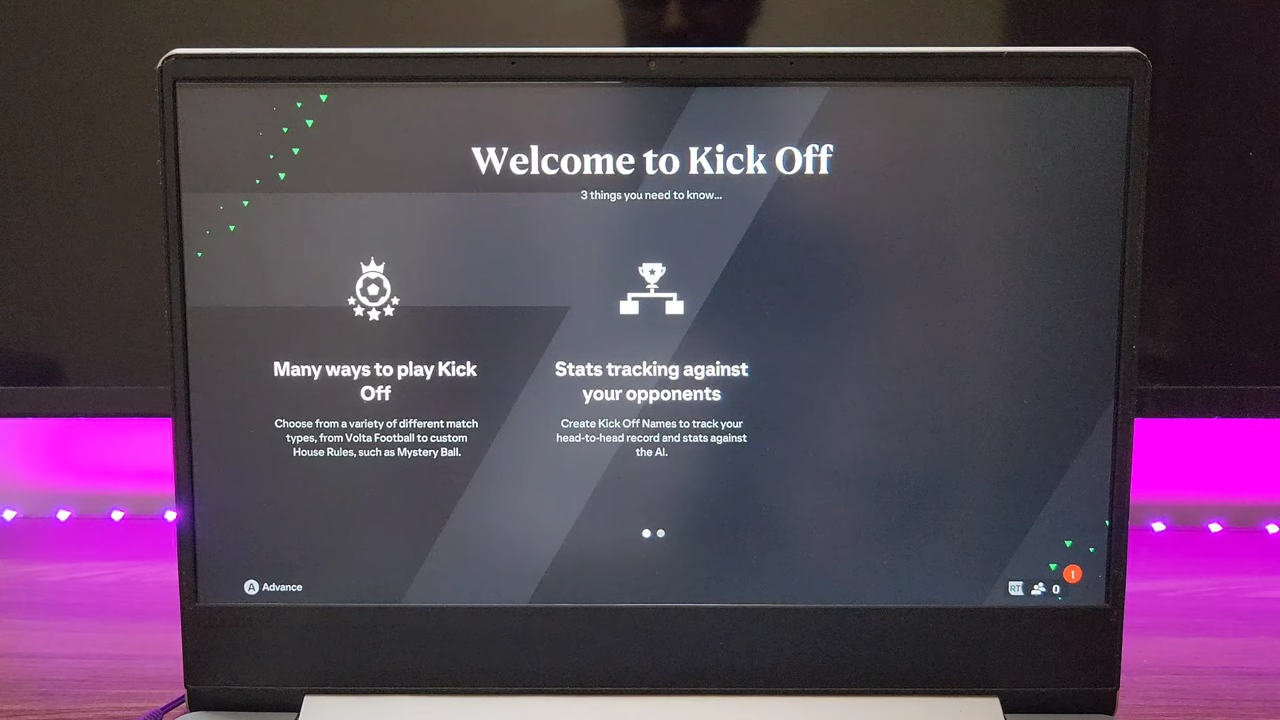 Welcome to Kick Off
3 things you need to know...
Many ways to play Kick
Off
Choose from a variety of different match
types, from Volta Football to custom
House Rules, such as Mystery Ball.
Stats tracking against
your opponents
Create Kick Off Names to track your
head-to-head record and stats against
the AI.
A Advance
1
RT 0